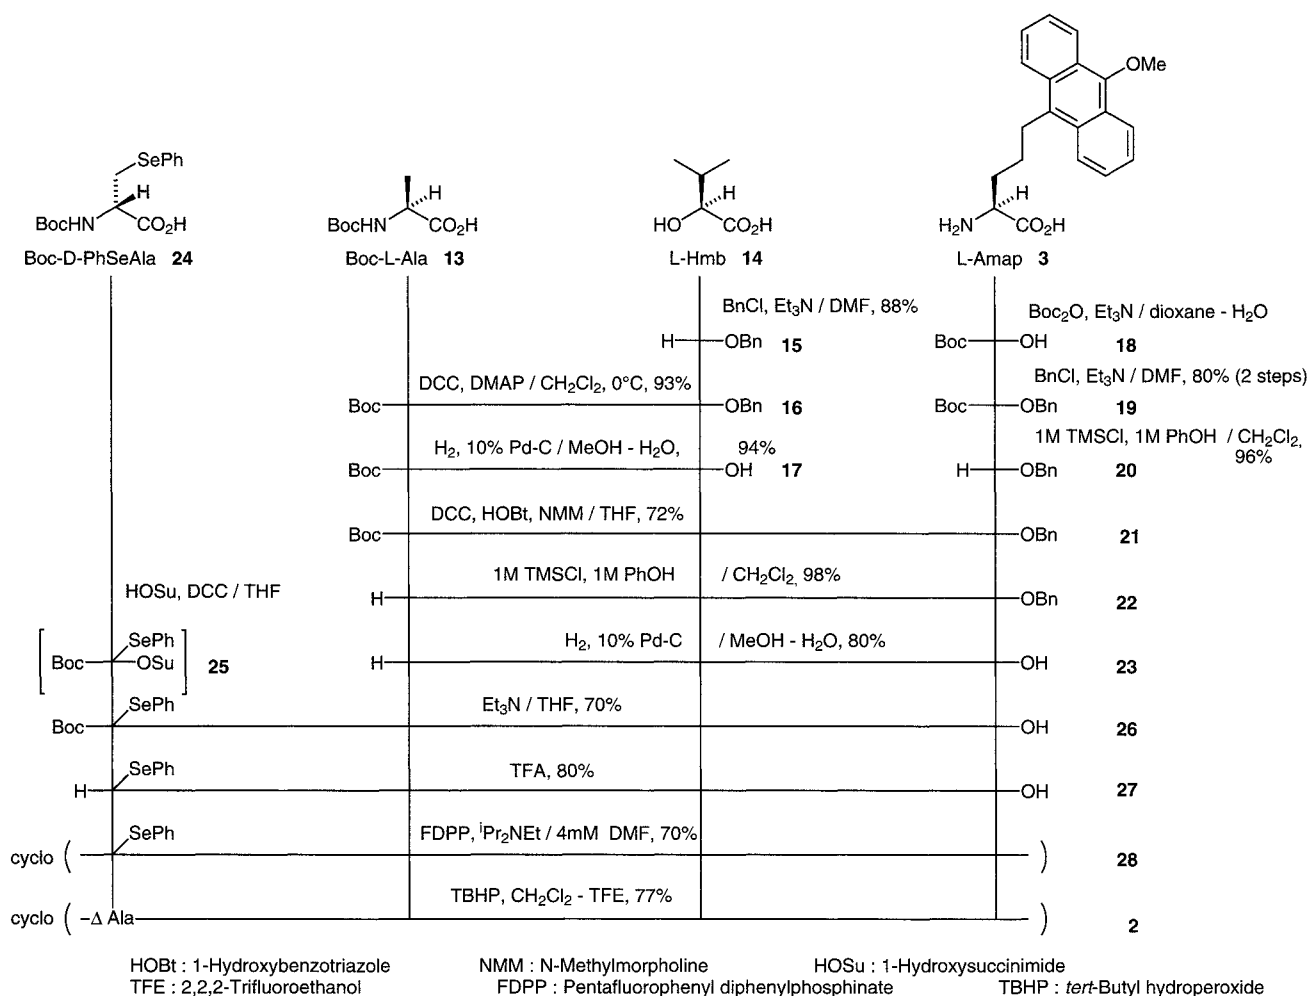 OMe
SePh
H
BocHN CO₂H
Boc-D-PhSeAla 24
H
BocHN CO₂H
Boc-L-Ala 13
H
HO CO₂H
L-Hmb 14
H
H₂N CO₂H
L-Amap 3
BnCl, Et₃N / DMF, 88%
H OBn 15
Boc₂O, Et₃N / dioxane - H₂O
Boc OH 18
DCC, DMAP / CH₂Cl₂, 0°C, 93%
Boc OBn 16
BnCl, Et₃N / DMF, 80% (2 steps)
Boc OBn 19
H₂, 10% Pd-C / MeOH - H₂O, 94%
Boc OH 17
1M TMSCl, 1M PhOH / CH₂Cl₂,
96%
H OBn 20
DCC, HOBt, NMM / THF, 72%
Boc OBn 21
1M TMSCl, 1M PhOH / CH₂Cl₂, 98%
H OBn 22
HOSu, DCC / THF
SePh
Boc OSu 25
H₂, 10% Pd-C / MeOH - H₂O, 80%
H OH 23
SePh Et₃N / THF, 70%
Boc OH 26
SePh TFA, 80%
H OH 27
SePh FDPP, ⁱPr₂NEt / 4mM DMF, 70%
cyclo ( ) 28
TBHP, CH₂Cl₂ - TFE, 77%
cyclo ( –Δ Ala ) 2
HOBt : 1-Hydroxybenzotriazole NMM : N-Methylmorpholine HOSu : 1-Hydroxysuccinimide
TFE : 2,2,2-Trifluoroethanol FDPP : Pentafluorophenyl diphenylphosphinate TBHP : tert-Butyl hydroperoxide